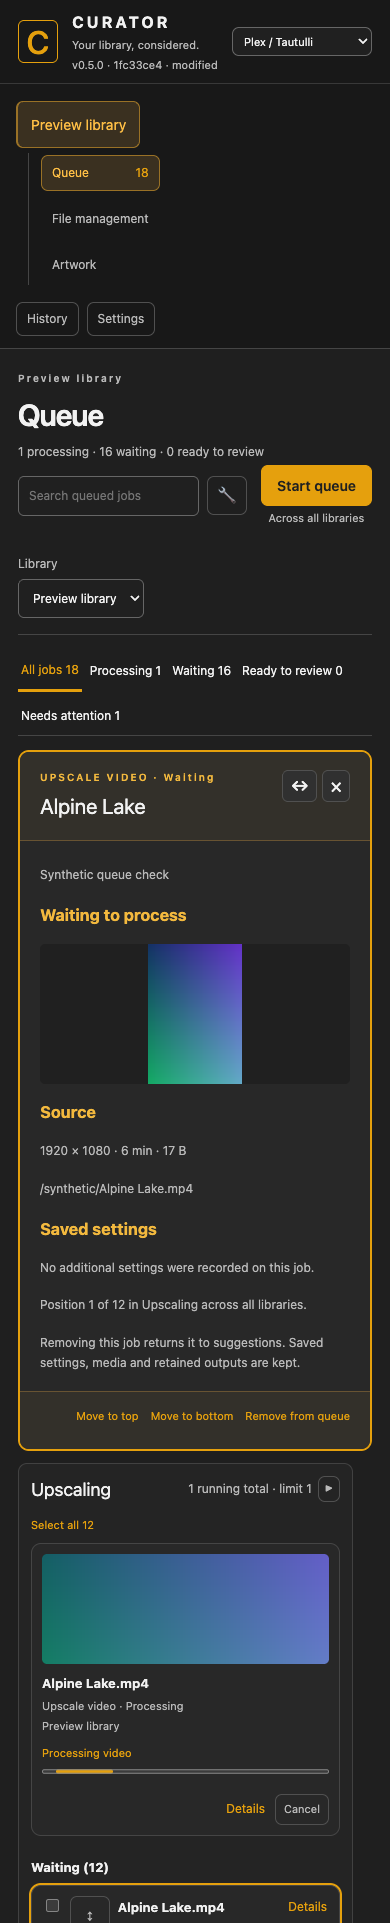 C
CURATOR
Your library, considered.
v0.5.0 · 1fc33ce4 · modified
Plex / Tautulli
Preview library
Queue 18
File management
Artwork
History Settings
Preview library
Queue
1 processing · 16 waiting · 0 ready to review
Search queued jobs
Start queue
Across all libraries
Library
Preview library
All jobs 18 Processing 1 Waiting 16 Ready to review 0
Needs attention 1
UPSCALE VIDEO · Waiting
Alpine Lake
Synthetic queue check
Waiting to process
Source
1920 × 1080 · 6 min · 17 B
/synthetic/Alpine Lake.mp4
Saved settings
No additional settings were recorded on this job.
Position 1 of 12 in Upscaling across all libraries.
Removing this job returns it to suggestions. Saved
settings, media and retained outputs are kept.
Move to top Move to bottom Remove from queue
Upscaling 1 running total · limit 1
Select all 12
Alpine Lake.mp4
Upscale video · Processing
Preview library
Processing video
Details Cancel
Waiting (12)
Alpine Lake.mp4 Details